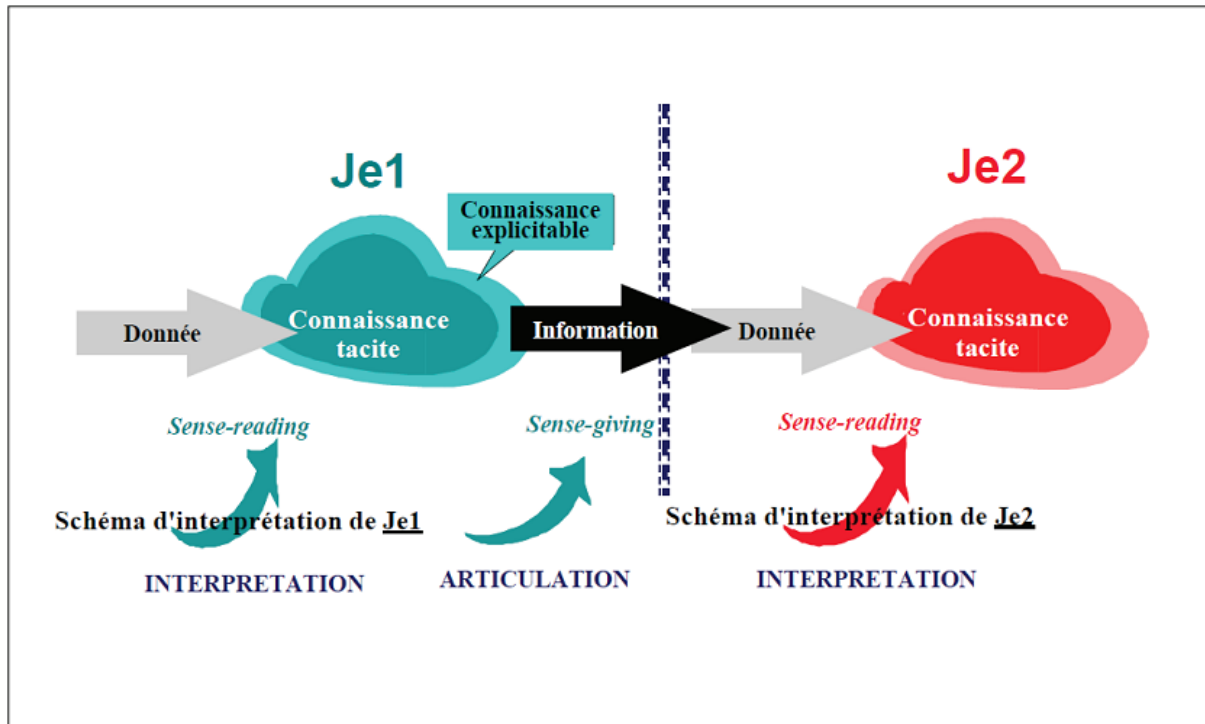 Je1
Je2
Connaissance
explicitable
Donnée
Connaissance
tacite
Information
Donnée
Connaissance
tacite
Sense-reading
Sense-giving
Sense-reading
Schéma d'interprétation de Je1
Schéma d'interprétation de Je2
INTERPRETATION
ARTICULATION
INTERPRETATION